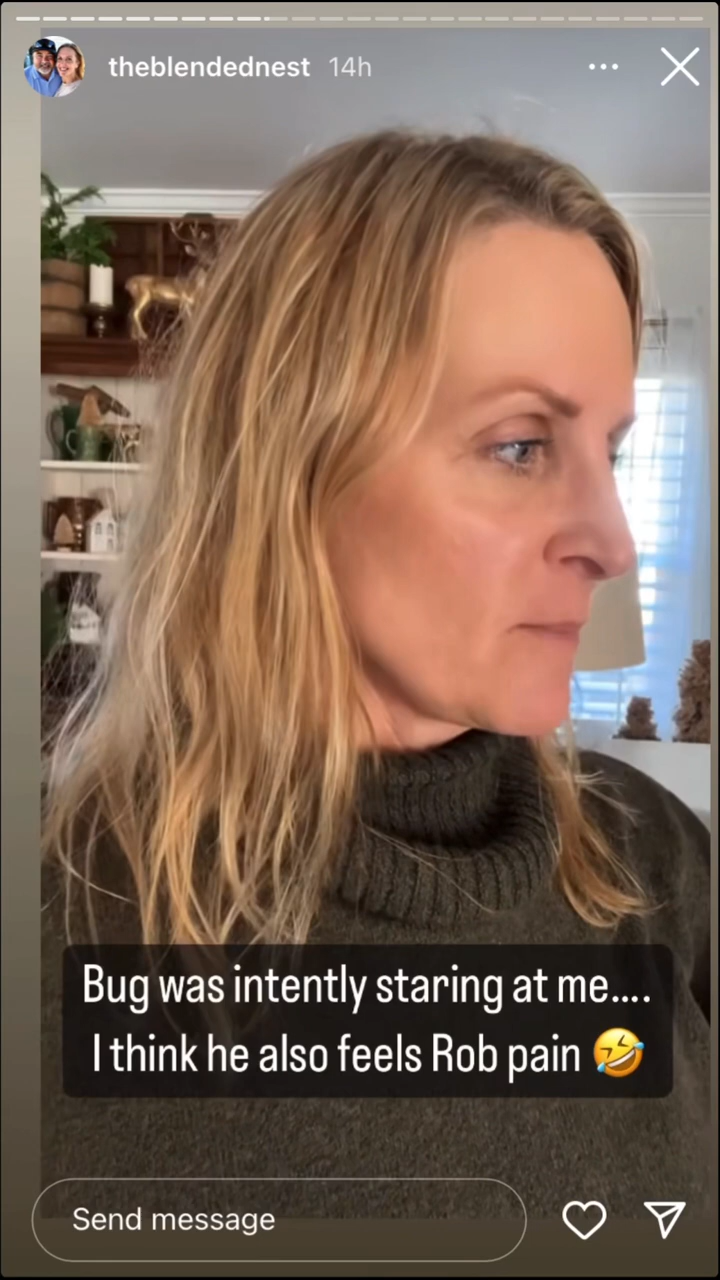 theblendednest 14h
Bug was intently staring at me....
I think he also feels Rob pain 🤣
Send message